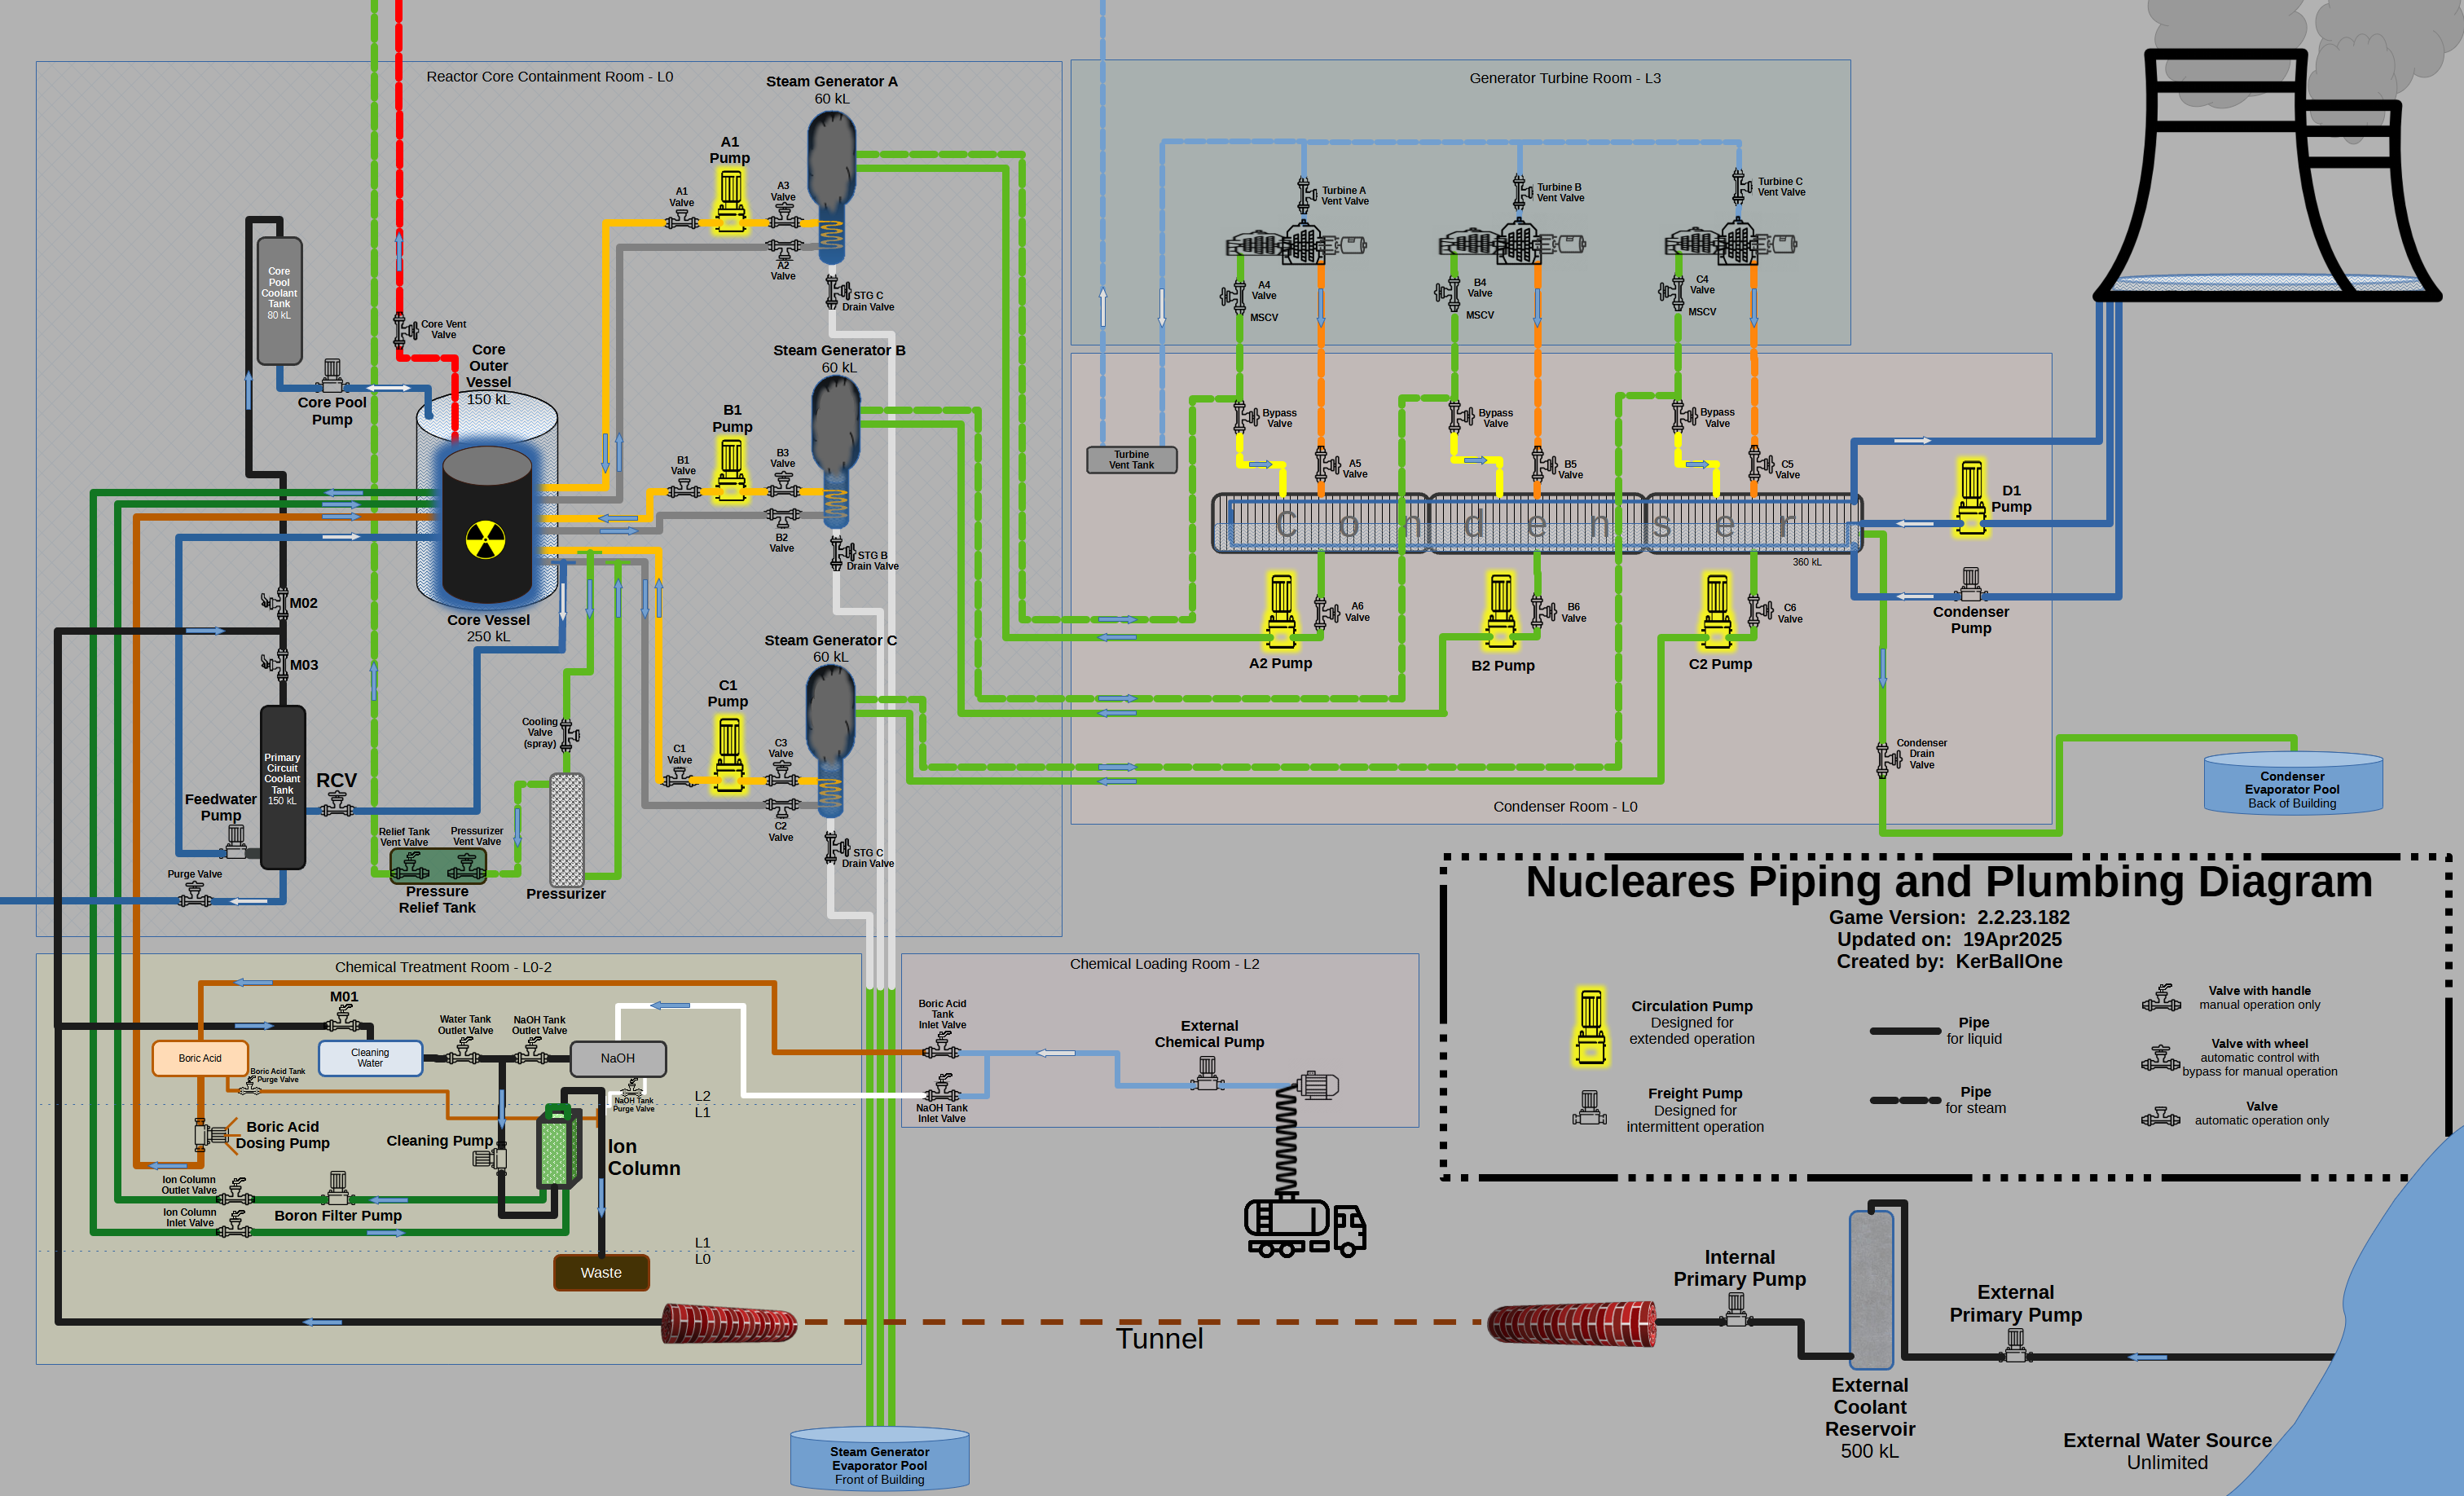 Reactor Core Containment Room - L0
Steam Generator A
60 kL
A1
Pump
A1
Valve
A3
Valve
A2
Valve
STG C
Drain Valve
Core
Pool
Coolant
Tank
80 kL
Core Vent
Valve
Core Pool
Pump
Core
Outer
Vessel
150 kL
Steam Generator B
60 kL
B1
Pump
B1
Valve
B3
Valve
B2
Valve
STG B
Drain Valve
Core Vessel
250 kL
M02
M03
Steam Generator C
60 kL
C1
Pump
C1
Valve
C3
Valve
C2
Valve
STG C
Drain Valve
Cooling
Valve
(spray)
Primary
Circuit
Coolant
Tank
150 kL
RCV
Feedwater
Pump
Purge Valve
Relief Tank
Vent Valve
Pressurizer
Vent Valve
Pressure
Relief Tank
Pressurizer
Generator Turbine Room - L3
Turbine A
Vent Valve
Turbine B
Vent Valve
Turbine C
Vent Valve
A4
Valve
MSCV
B4
Valve
MSCV
C4
Valve
MSCV
Bypass
Valve
Bypass
Valve
Bypass
Valve
Turbine
Vent Tank
A5
Valve
B5
Valve
C5
Valve
Condenser
360 kL
D1
Pump
Condenser
Pump
A6
Valve
B6
Valve
C6
Valve
A2 Pump
B2 Pump
C2 Pump
Condenser
Drain
Valve
Condenser Room - L0
Condenser
Evaporator Pool
Back of Building
Nucleares Piping and Plumbing Diagram
Game Version: 2.2.23.182
Updated on: 19Apr2025
Created by: KerBallOne
Circulation Pump
Designed for
extended operation
Freight Pump
Designed for
intermittent operation
Pipe
for liquid
Pipe
for steam
Valve with handle
manual operation only
Valve with wheel
automatic control with
bypass for manual operation
Valve
automatic operation only
Chemical Treatment Room - L0-2
M01
Water Tank
Outlet Valve
NaOH Tank
Outlet Valve
Boric Acid
Cleaning
Water
NaOH
Boric Acid Tank
Purge Valve
NaOH Tank
Purge Valve
L2
L1
Boric Acid
Dosing Pump
Cleaning Pump
Ion
Column
Ion Column
Outlet Valve
Boron Filter Pump
Ion Column
Inlet Valve
L1
L0
Waste
Chemical Loading Room - L2
Boric Acid
Tank
Inlet Valve
NaOH Tank
Inlet Valve
External
Chemical Pump
Tunnel
Internal
Primary Pump
External
Primary Pump
External
Coolant
Reservoir
500 kL
External Water Source
Unlimited
Steam Generator
Evaporator Pool
Front of Building